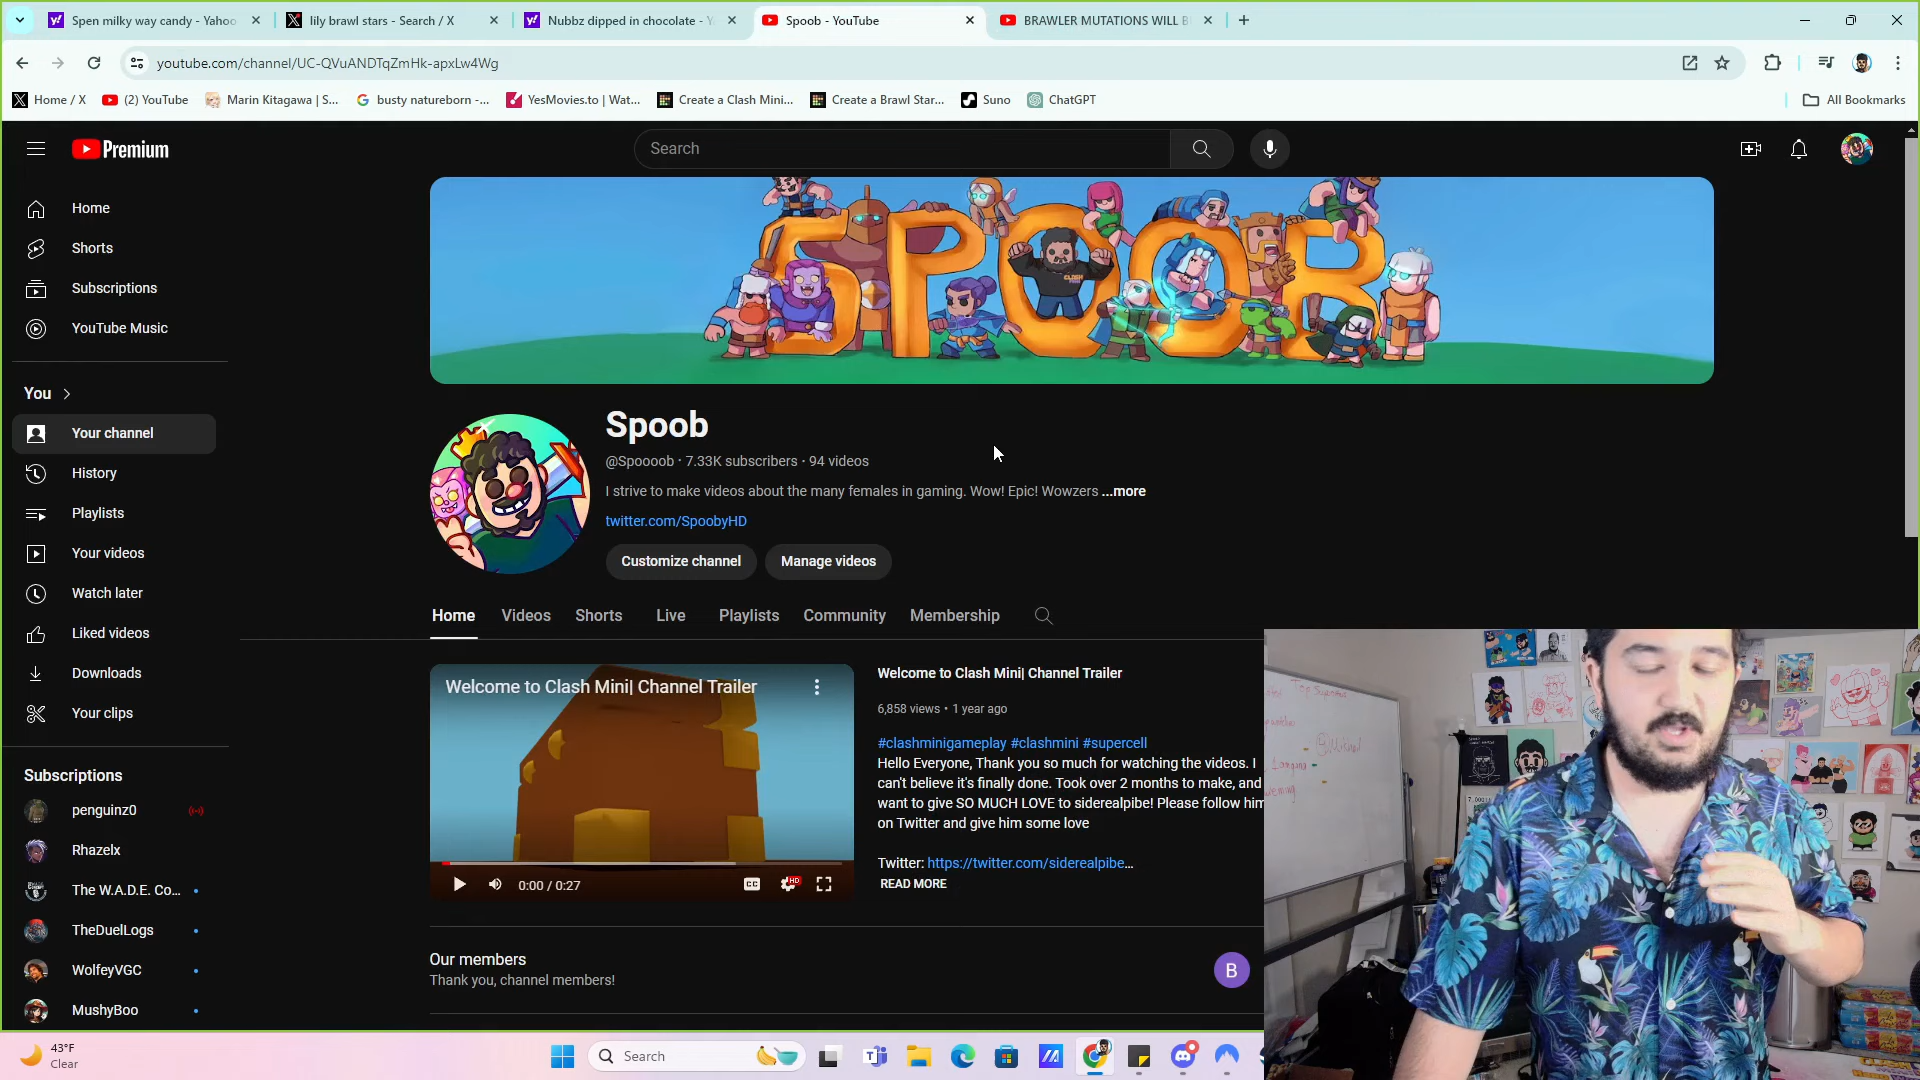 Spen milky way candy - Yahoo
lily brawl stars - Search / X
Nubbz dipped in chocolate - Y
Spoob - YouTube
BRAWLER MUTATIONS WILL B
youtube.com/channel/UC-QVuANDTqZmHk-apxLw4Wg
Home / X
(2) YouTube
Marin Kitagawa | S...
busty natureborn -...
YesMovies.to | Wat...
Create a Clash Mini...
Create a Brawl Star...
Suno
ChatGPT
All Bookmarks
Premium
Search
Home
Shorts
Subscriptions
YouTube Music
You
Your channel
History
Playlists
Your videos
Watch later
Liked videos
Downloads
Your clips
Subscriptions
penguinz0
Rhazelx
The W.A.D.E. Co...
TheDuelLogs
WolfeyVGC
MushyBoo
SPOOB
CLASH
MINI
Spoob
@Spoooob · 7.33K subscribers · 94 videos
I strive to make videos about the many females in gaming. Wow! Epic! Wowzers ...more
twitter.com/SpoobyHD
Customize channel
Manage videos
Home
Videos
Shorts
Live
Playlists
Community
Membership
Welcome to Clash Mini| Channel Trailer
0:00 / 0:27
CC
HD
Welcome to Clash Mini| Channel Trailer
6,858 views • 1 year ago
#clashminigameplay #clashmini #supercell
Hello Everyone, Thank you so much for watching the videos. I
can't believe it's finally done. Took over 2 months to make, and
want to give SO MUCH LOVE to siderealpibe! Please follow him
on Twitter and give him some love
Twitter: https://twitter.com/siderealpibe...
READ MORE
Our members
Thank you, channel members!
B
43°F
Clear
Search